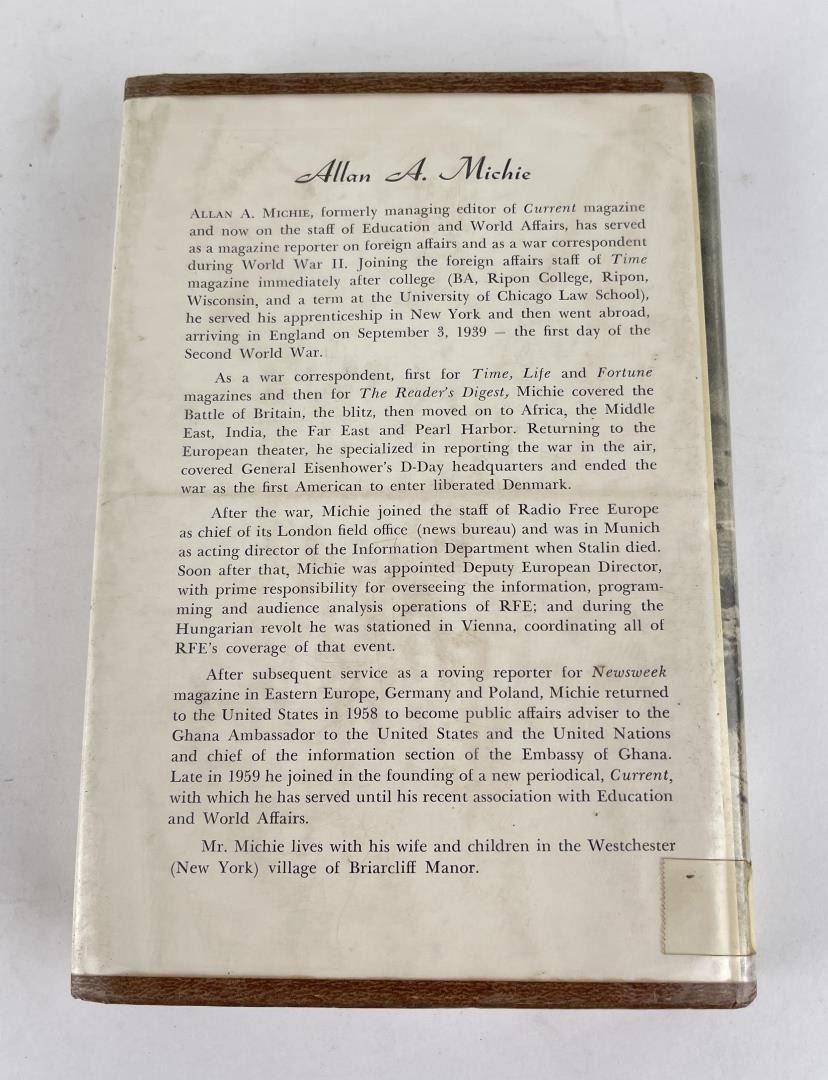 Allan A. Michie
ALLAN A. MICHIE, formerly managing editor of Current magazine
and now on the staff of Education and World Affairs, has served
as a magazine reporter on foreign affairs and as a war correspondent
during World War II. Joining the foreign affairs staff of Time
magazine immediately after college (BA, Ripon College, Ripon,
Wisconsin, and a term at the University of Chicago Law School),
he served his apprenticeship in New York and then went abroad,
arriving in England on September 3, 1939 — the first day of the
Second World War.
As a war correspondent, first for Time, Life and Fortune
magazines and then for The Reader's Digest, Michie covered the
Battle of Britain, the blitz, then moved on to Africa, the Middle
East, India, the Far East and Pearl Harbor. Returning to the
European theater, he specialized in reporting the war in the air,
covered General Eisenhower's D-Day headquarters and ended the
war as the first American to enter liberated Denmark.
After the war, Michie joined the staff of Radio Free Europe
as chief of its London field office (news bureau) and was in Munich
as acting director of the Information Department when Stalin died.
Soon after that, Michie was appointed Deputy European Director,
with prime responsibility for overseeing the information, program-
ming and audience analysis operations of RFE; and during the
Hungarian revolt he was stationed in Vienna, coordinating all of
RFE's coverage of that event.
After subsequent service as a roving reporter for Newsweek
magazine in Eastern Europe, Germany and Poland, Michie returned
to the United States in 1958 to become public affairs adviser to the
Ghana Ambassador to the United States and the United Nations
and chief of the information section of the Embassy of Ghana.
Late in 1959 he joined in the founding of a new periodical, Current,
with which he has served until his recent association with Education
and World Affairs.
Mr. Michie lives with his wife and children in the Westchester
(New York) village of Briarcliff Manor.